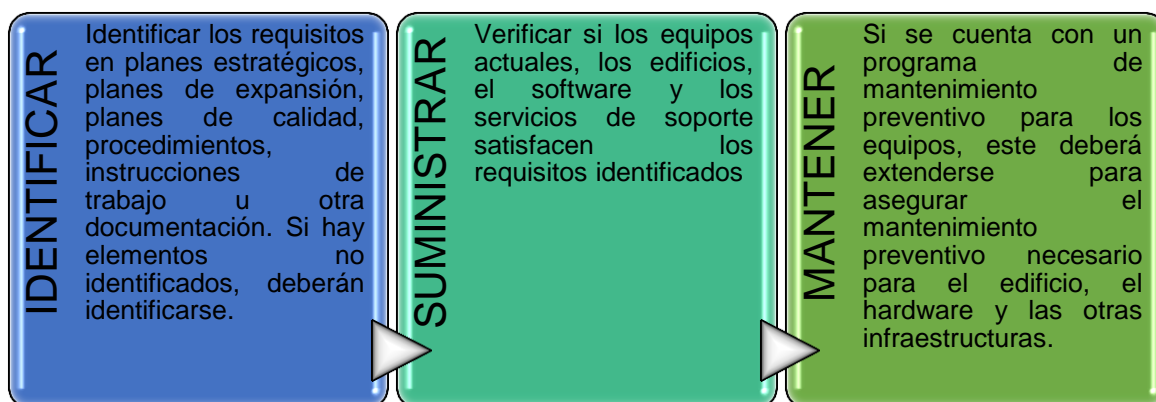 IDENTIFICAR
Identificar los requisitos
en planes estratégicos,
planes de expansión,
planes de calidad,
procedimientos,
instrucciones de
trabajo u otra
documentación. Si hay
elementos no
identificados, deberán
identificarse.
SUMINISTRAR
Verificar si los equipos
actuales, los edificios,
el software y los
servicios de soporte
satisfacen los
requisitos identificados
MANTENER
Si se cuenta con un
programa de
mantenimiento
preventivo para los
equipos, este deberá
extenderse para
asegurar el
mantenimiento
preventivo necesario
para el edificio, el
hardware y las otras
infraestructuras.